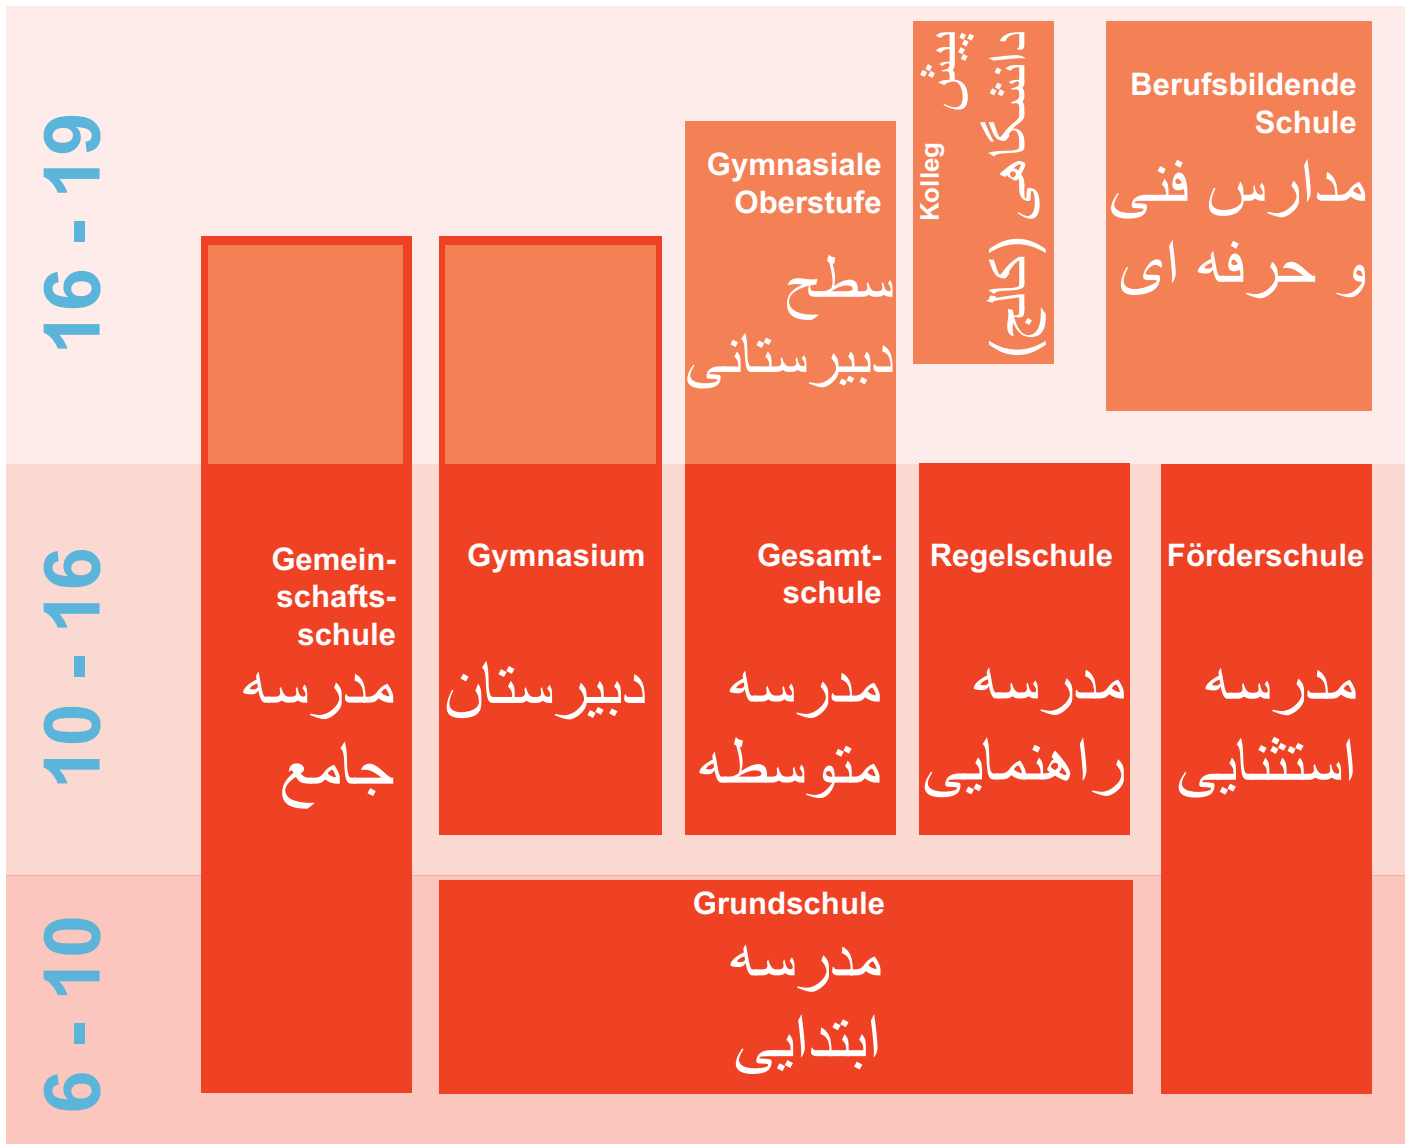 16 - 19
Gymnasiale
Oberstufe
سطح
دبیرستانی
Kolleg
پیش
دانشگاهی (کالج)
Berufsbildende
Schule
مدارس فنی
و حرفه ای
10 - 16
Gemein-
schafts-
schule
مدرسه
جامع
Gymnasium
دبیرستان
Gesamt-
schule
مدرسه
متوسطه
Regelschule
مدرسه
راهنمایی
Förderschule
مدرسه
استثنایی
6 - 10
Grundschule
مدرسه
ابتدایی